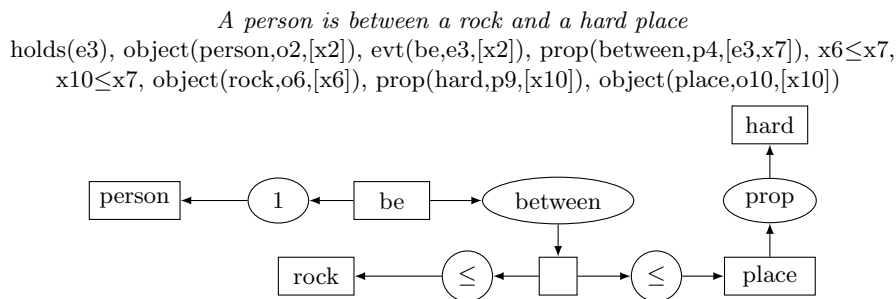 A person is between a rock and a hard place
holds(e3), object(person,o2,[x2]), evt(be,e3,[x2]), prop(between,p4,[e3,x7]), x6≤x7,
x10≤x7, object(rock,o6,[x6]), prop(hard,p9,[x10]), object(place,o10,[x10])
hard
person 1 be between prop
rock ≤ ≤ place